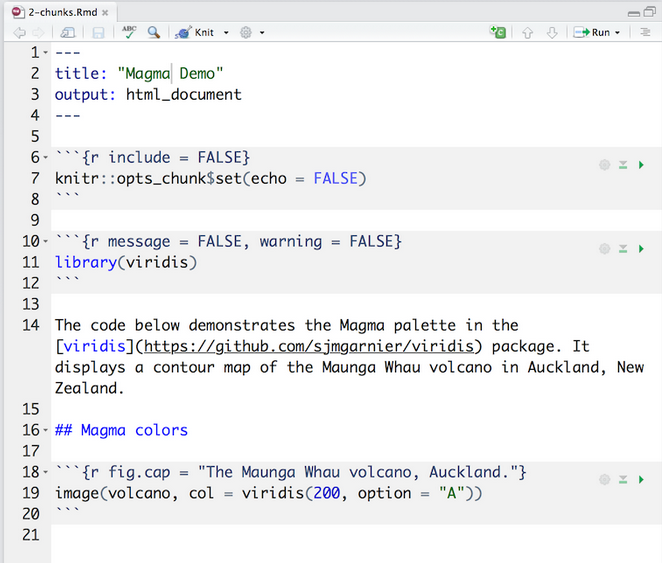 2-chunks.Rmd
ABC
Knit
Run
1 ---
2 title: "Magma Demo"
3 output: html_document
4 ---
5
6 ```{r include = FALSE}
7 knitr::opts_chunk$set(echo = FALSE)
8 ```
9
10 ```{r message = FALSE, warning = FALSE}
11 library(viridis)
12 ```
13
14 The code below demonstrates the Magma palette in the
[viridis](https://github.com/sjmgarnier/viridis) package. It
displays a contour map of the Maunga Whau volcano in Auckland, New
Zealand.
15
16 ## Magma colors
17
18 ```{r fig.cap = "The Maunga Whau volcano, Auckland."}
19 image(volcano, col = viridis(200, option = "A"))
20 ```
21